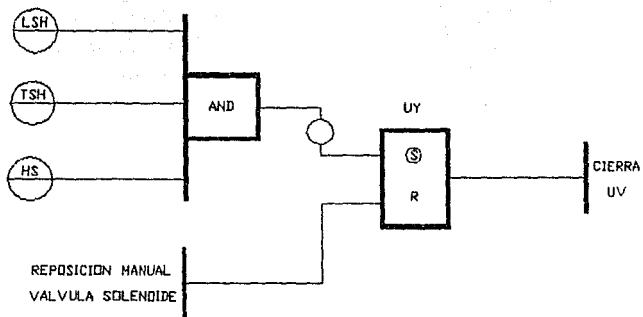 LSH
TSH
HS
AND
UY
S
R
CIERRA
UV
REPOSICION MANUAL
VALVULA SOLENOIDE